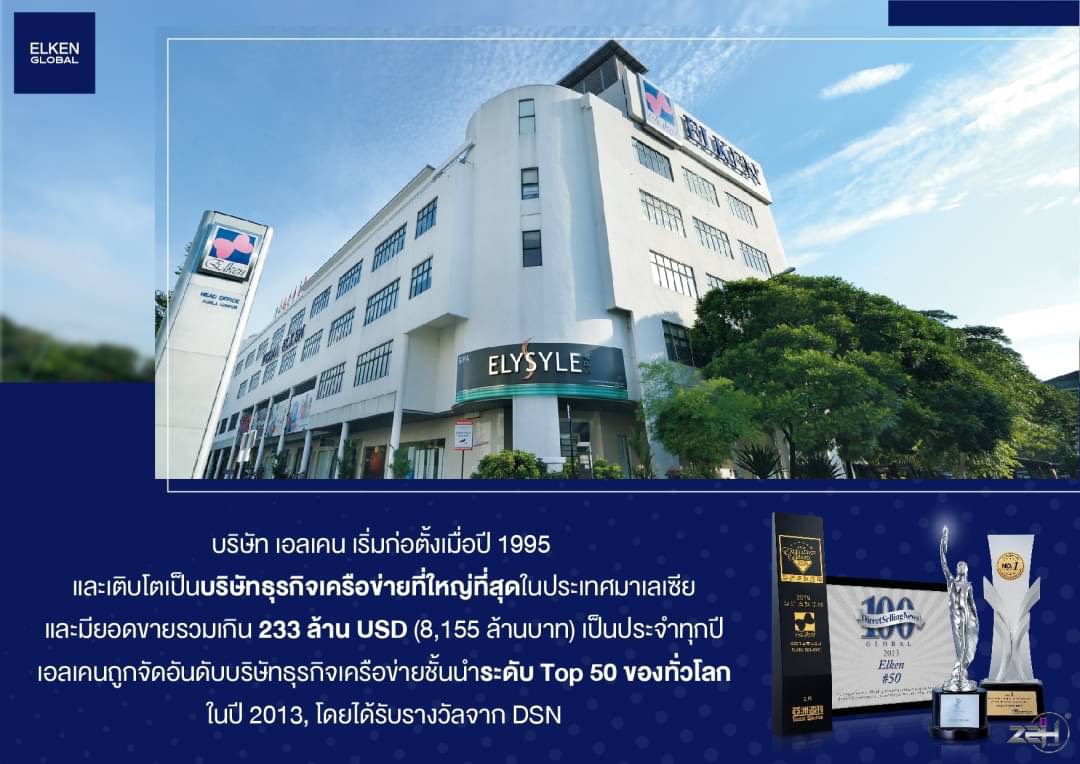 ELKEN
GLOBAL
ELKEN
Elken
HEAD OFFICE
KUALA LUMPUR
SPA
ELYSYLE
บริษัท เอลเคน เริ่มก่อตั้งเมื่อปี 1995
และเติบโตเป็นบริษัทธุรกิจเครือข่ายที่ใหญ่ที่สุดในประเทศมาเลเซีย
และมียอดขายรวมเกิน 233 ล้าน USD (8,155 ล้านบาท) เป็นประจำทุกปี
เอลเคนถูกจัดอันดับบริษัทธุรกิจเครือข่ายชั้นนำระดับ Top 50 ของทั่วโลก
ในปี 2013, โดยได้รับรางวัลจาก DSN
100
DirectSellingNews
GLOBAL
2013
Elken
#50
NO.1
ZEH